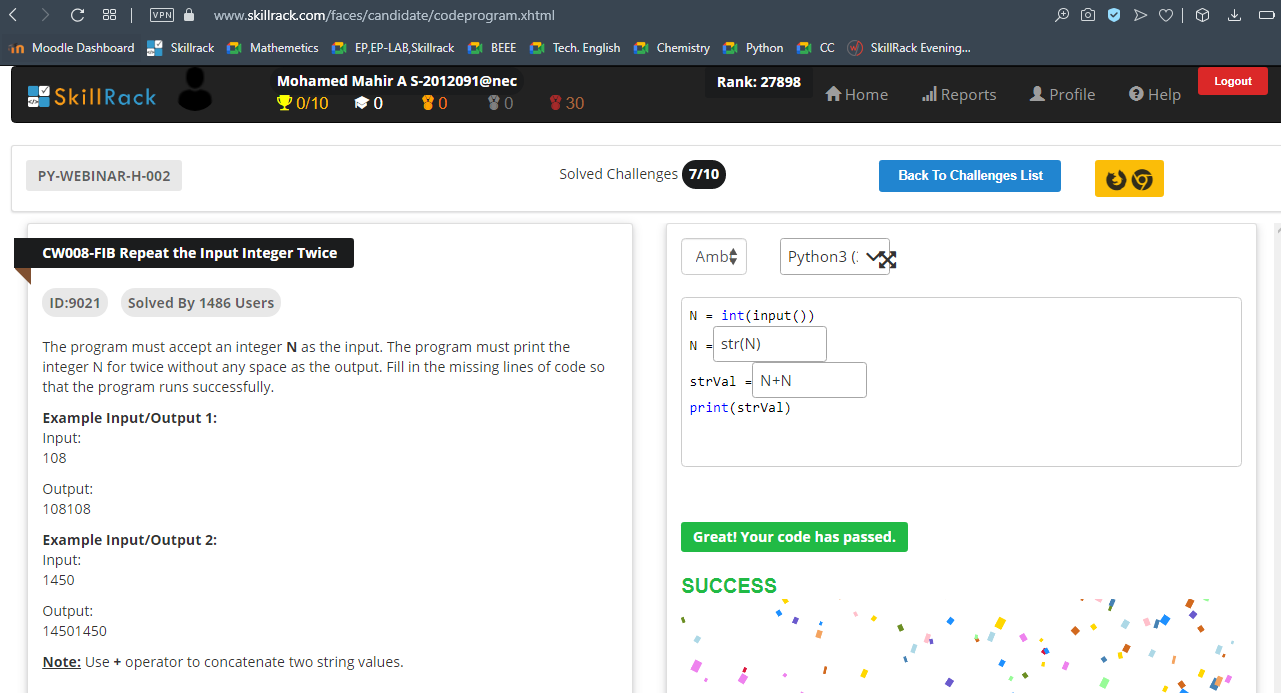 VPN www.skillrack.com/faces/candidate/codeprogram.xhtml
Moodle Dashboard Skillrack Mathemetics EP,EP-LAB,Skillrack BEEE Tech. English Chemistry Python CC SkillRack Evening...
SkillRack
Mohamed Mahir A S-2012091@nec
0/10 0 0 0 30
Rank: 27898
Home Reports Profile Help
Logout
PY-WEBINAR-H-002
Solved Challenges 7/10
Back To Challenges List
CW008-FIB Repeat the Input Integer Twice
ID:9021 Solved By 1486 Users
The program must accept an integer N as the input. The program must print the
integer N for twice without any space as the output. Fill in the missing lines of code so
that the program runs successfully.
Example Input/Output 1:
Input:
108
Output:
108108
Example Input/Output 2:
Input:
1450
Output:
14501450
Note: Use + operator to concatenate two string values.
Amb Python3 (
N = int(input())
N = str(N)
strVal = N+N
print(strVal)
Great! Your code has passed.
SUCCESS